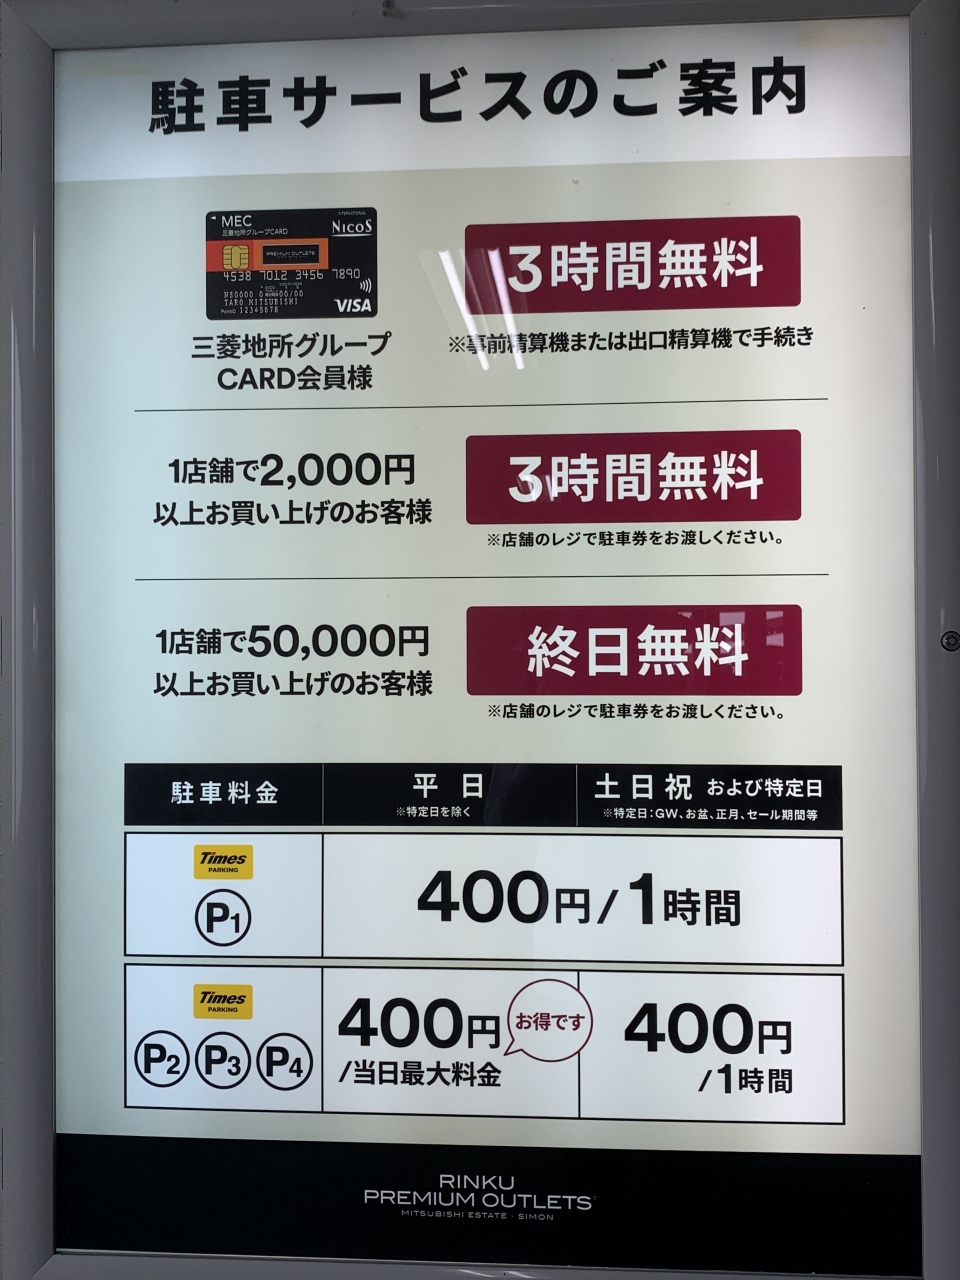 駐車サービスのご案内
MEC
三菱地所グループCARD
INTERNATIONAL
NICOS
PREMIUM OUTLETS
4538 7012 3456 7890
TARO MITSUBISHI
12345678
VISA
三菱地所グループ
CARD会員様
3時間無料
※事前精算機または出口精算機で手続き
1店舗で2,000円
以上お買い上げのお客様
3時間無料
※店舗のレジで駐車券をお渡しください。
1店舗で50,000円
以上お買い上げのお客様
終日無料
※店舗のレジで駐車券をお渡しください。
駐車料金
平日
※特定日を除く
土日祝 および特定日
※特定日:GW、お盆、正月、セール期間等
Times
PARKING
P1
400円/1時間
Times
PARKING
P2 P3 P4
400円
/当日最大料金
お得です
400円
/1時間
RINKU
PREMIUM OUTLETS
MITSUBISHI ESTATE · SIMON